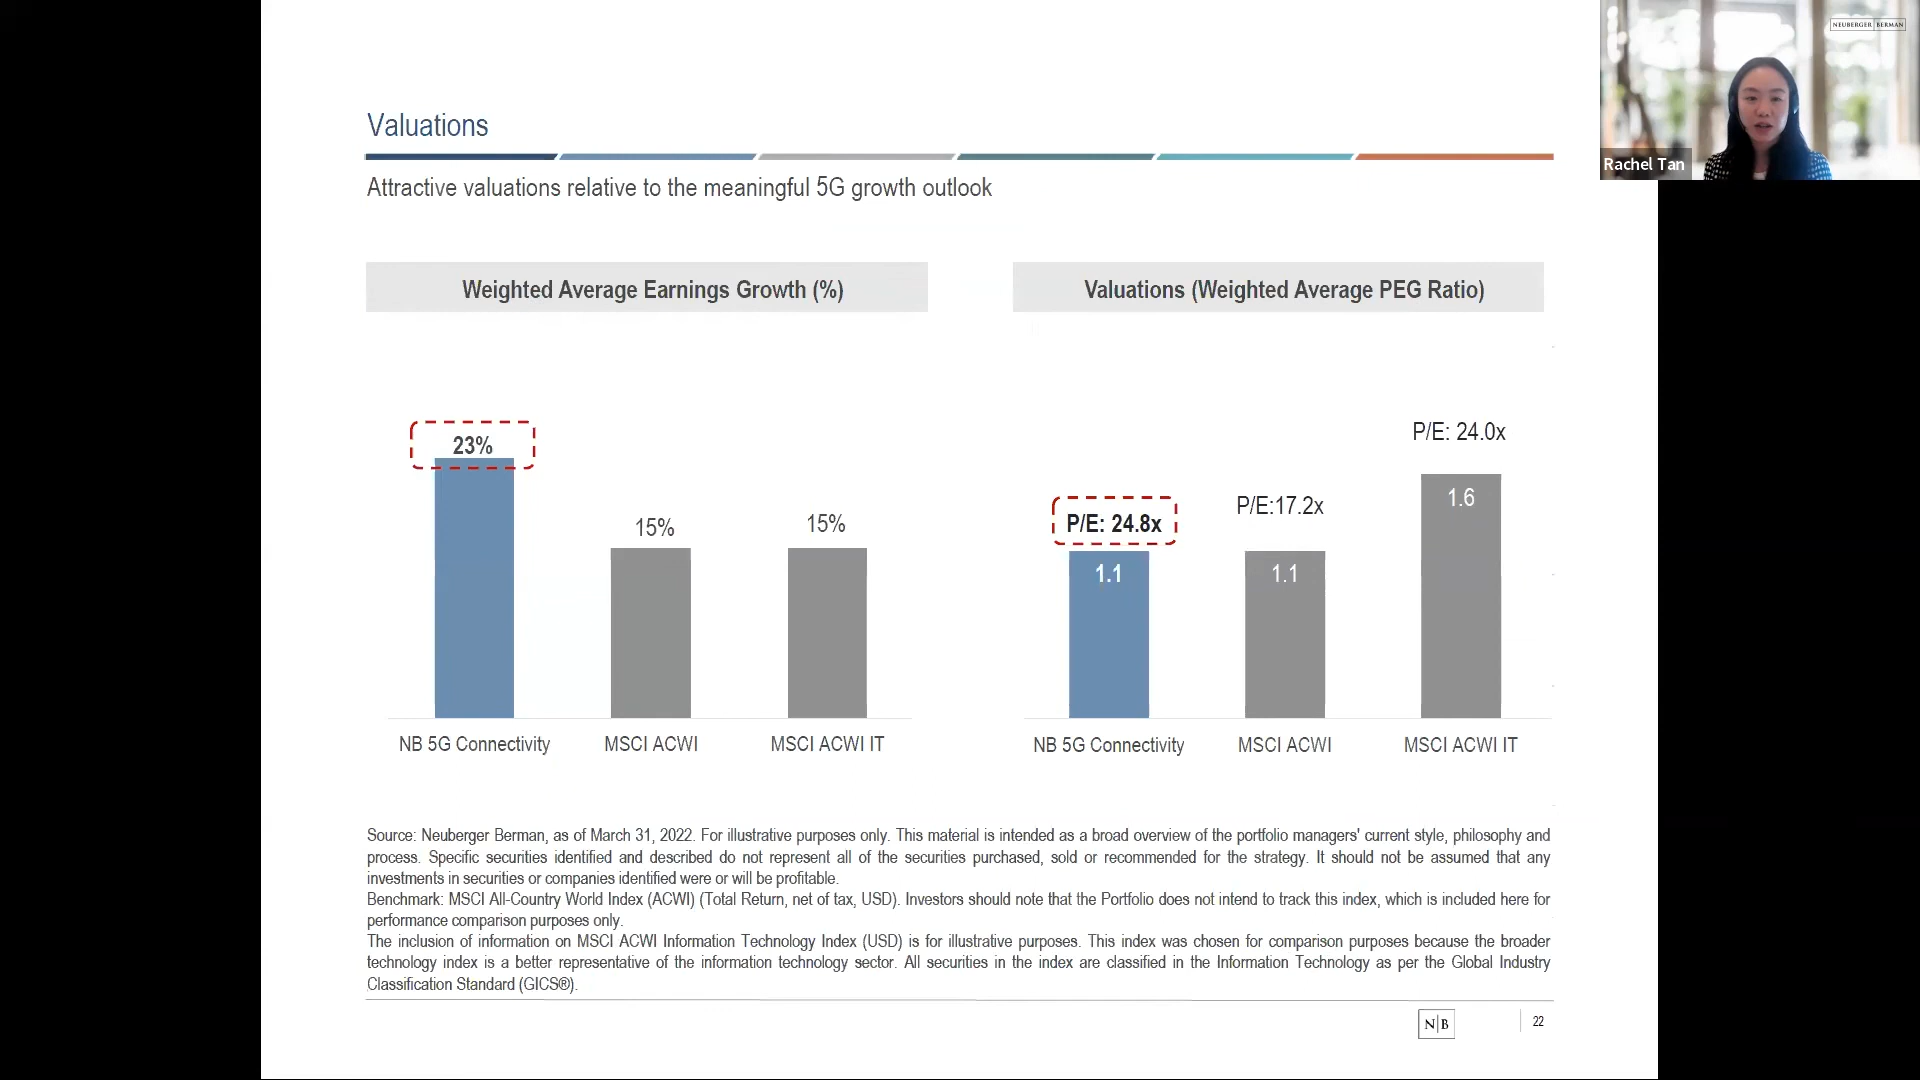 NEUBERGER BERMAN
Rachel Tan
Valuations
Attractive valuations relative to the meaningful 5G growth outlook
Weighted Average Earnings Growth (%)
23%
15%
15%
NB 5G Connectivity
MSCI ACWI
MSCI ACWI IT
Valuations (Weighted Average PEG Ratio)
P/E: 24.8x
P/E:17.2x
P/E: 24.0x
1.1
1.1
1.6
NB 5G Connectivity
MSCI ACWI
MSCI ACWI IT
Source: Neuberger Berman, as of March 31, 2022. For illustrative purposes only. This material is intended as a broad overview of the portfolio managers' current style, philosophy and
process. Specific securities identified and described do not represent all of the securities purchased, sold or recommended for the strategy. It should not be assumed that any
investments in securities or companies identified were or will be profitable.
Benchmark: MSCI All-Country World Index (ACWI) (Total Return, net of tax, USD). Investors should note that the Portfolio does not intend to track this index, which is included here for
performance comparison purposes only.
The inclusion of information on MSCI ACWI Information Technology Index (USD) is for illustrative purposes. This index was chosen for comparison purposes because the broader
technology index is a better representative of the information technology sector. All securities in the index are classified in the Information Technology as per the Global Industry
Classification Standard (GICS®).
N|B
22